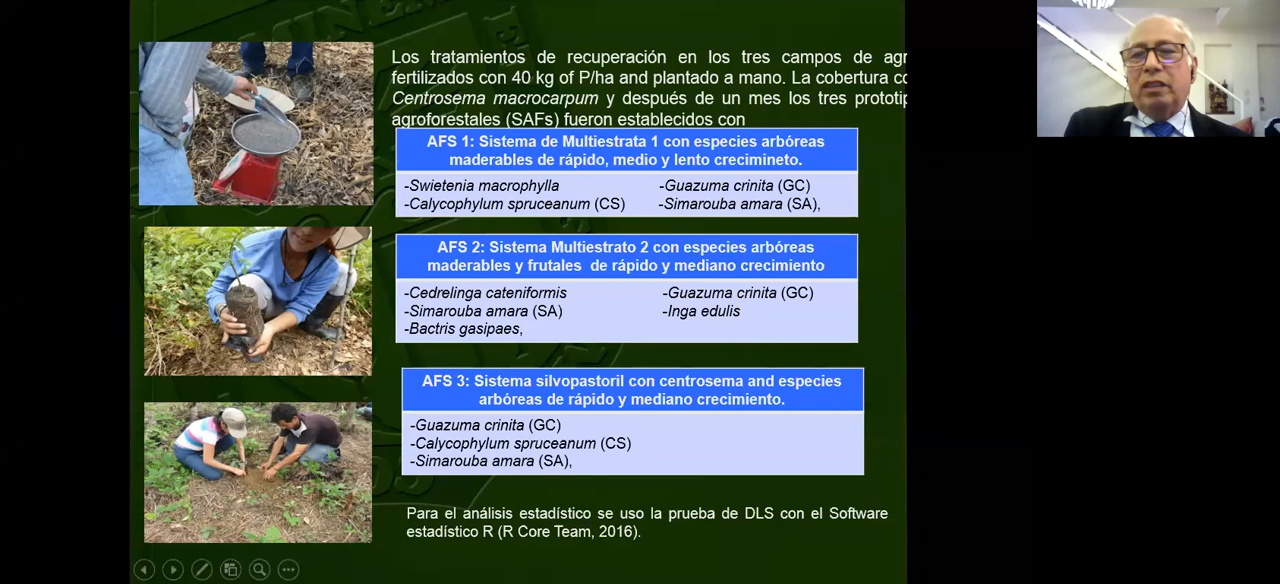 Los tratamientos de recuperación en los tres campos de
fertilizados con 40 kg of P/ha and plantado a mano. La cobertura
Centrosema macrocarpum y después de un mes los tres
agroforestales (SAFs) fueron establecidos con
AFS 1: Sistema de Multiestrata 1 con especies arbóreas
maderables de rápido, medio y lento crecimineto.
-Swietenia macrophylla -Guazuma crinita (GC)
-Calycophylum spruceanum (CS) -Simarouba amara (SA),
AFS 2: Sistema Multiestrato 2 con especies arbóreas
maderables y frutales de rápido y mediano crecimiento
-Cedrelinga cateniformis -Guazuma crinita (GC)
-Simarouba amara (SA) -Inga edulis
-Bactris gasipaes,
AFS 3: Sistema silvopastoril con centrosema and especies
arbóreas de rápido y mediano crecimiento.
-Guazuma crinita (GC)
-Calycophylum spruceanum (CS)
-Simarouba amara (SA),
Para el análisis estadístico se uso la prueba de DLS con el Software
estadístico R (R Core Team, 2016).